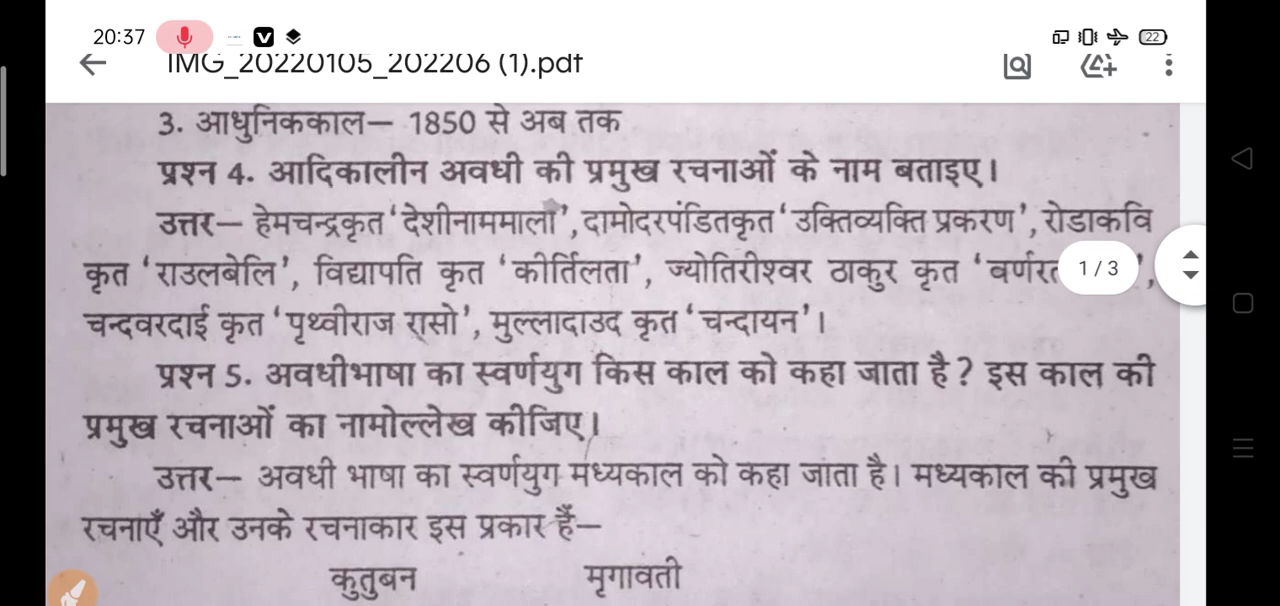 20:37
22
IMG_20220105_202206 (1).pdf
3. आधुनिककाल— 1850 से अब तक
प्रश्न 4. आदिकालीन अवधी की प्रमुख रचनाओं के नाम बताइए।
उत्तर— हेमचन्द्रकृत 'देशीनाममाला', दामोदरपंडितकृत 'उक्तिव्यक्ति प्रकरण', रोडाकवि
कृत 'राउलबेलि', विद्यापति कृत 'कीर्तिलता', ज्योतिरीश्वर ठाकुर कृत
1 / 3
चन्दवरदाई कृत 'पृथ्वीराज रासो', मुल्लादाउद कृत 'चन्दायन'।
प्रश्न 5. अवधीभाषा का स्वर्णयुग किस काल को कहा जाता है? इस काल की
प्रमुख रचनाओं का नामोल्लेख कीजिए।
उत्तर— अवधी भाषा का स्वर्णयुग मध्यकाल को कहा जाता है। मध्यकाल की प्रमुख
रचनाएँ और उनके रचनाकार इस प्रकार हैं—
कुतुबन मृगावती